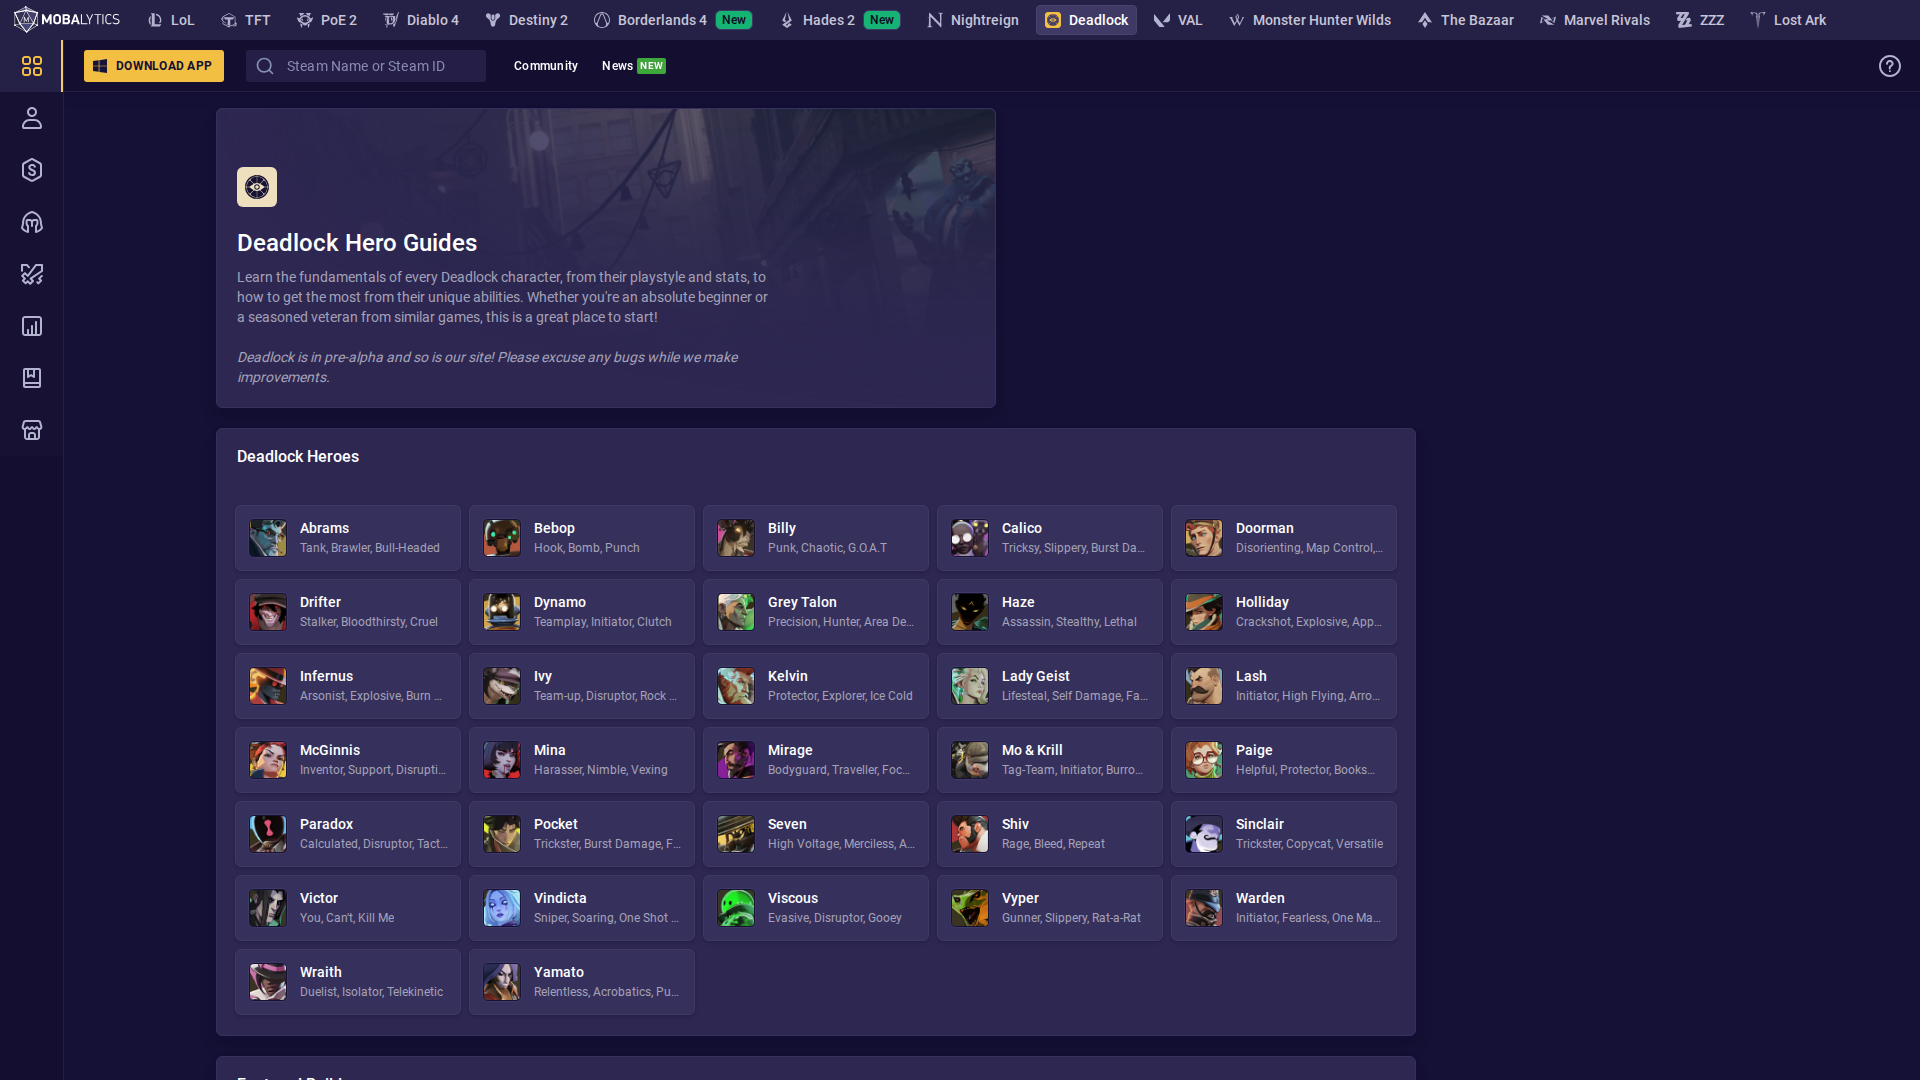 MOBALYTICS LoL TFT PoE 2 Diablo 4 Destiny 2 Borderlands 4 New Hades 2 New Nightreign Deadlock VAL Monster Hunter Wilds The Bazaar Marvel Rivals ZZZ Lost Ark
DOWNLOAD APP Steam Name or Steam ID Community News NEW
Deadlock Hero Guides
Learn the fundamentals of every Deadlock character, from their playstyle and stats, to
how to get the most from their unique abilities. Whether you're an absolute beginner or
a seasoned veteran from similar games, this is a great place to start!
Deadlock is in pre-alpha and so is our site! Please excuse any bugs while we make
improvements.
Deadlock Heroes
Abrams
Tank, Brawler, Bull-Headed
Bebop
Hook, Bomb, Punch
Billy
Punk, Chaotic, G.O.A.T
Calico
Tricksy, Slippery, Burst Da...
Doorman
Disorienting, Map Control,...
Drifter
Stalker, Bloodthirsty, Cruel
Dynamo
Teamplay, Initiator, Clutch
Grey Talon
Precision, Hunter, Area De...
Haze
Assassin, Stealthy, Lethal
Holliday
Crackshot, Explosive, App...
Infernus
Arsonist, Explosive, Burn ...
Ivy
Team-up, Disruptor, Rock ...
Kelvin
Protector, Explorer, Ice Cold
Lady Geist
Lifesteal, Self Damage, Fa...
Lash
Initiator, High Flying, Arro...
McGinnis
Inventor, Support, Disrupti...
Mina
Harasser, Nimble, Vexing
Mirage
Bodyguard, Traveller, Foc...
Mo & Krill
Tag-Team, Initiator, Burro...
Paige
Helpful, Protector, Books...
Paradox
Calculated, Disruptor, Tact...
Pocket
Trickster, Burst Damage, F...
Seven
High Voltage, Merciless, A...
Shiv
Rage, Bleed, Repeat
Sinclair
Trickster, Copycat, Versatile
Victor
You, Can't, Kill Me
Vindicta
Sniper, Soaring, One Shot ...
Viscous
Evasive, Disruptor, Gooey
Vyper
Gunner, Slippery, Rat-a-Rat
Warden
Initiator, Fearless, One Ma...
Wraith
Duelist, Isolator, Telekinetic
Yamato
Relentless, Acrobatics, Pu...